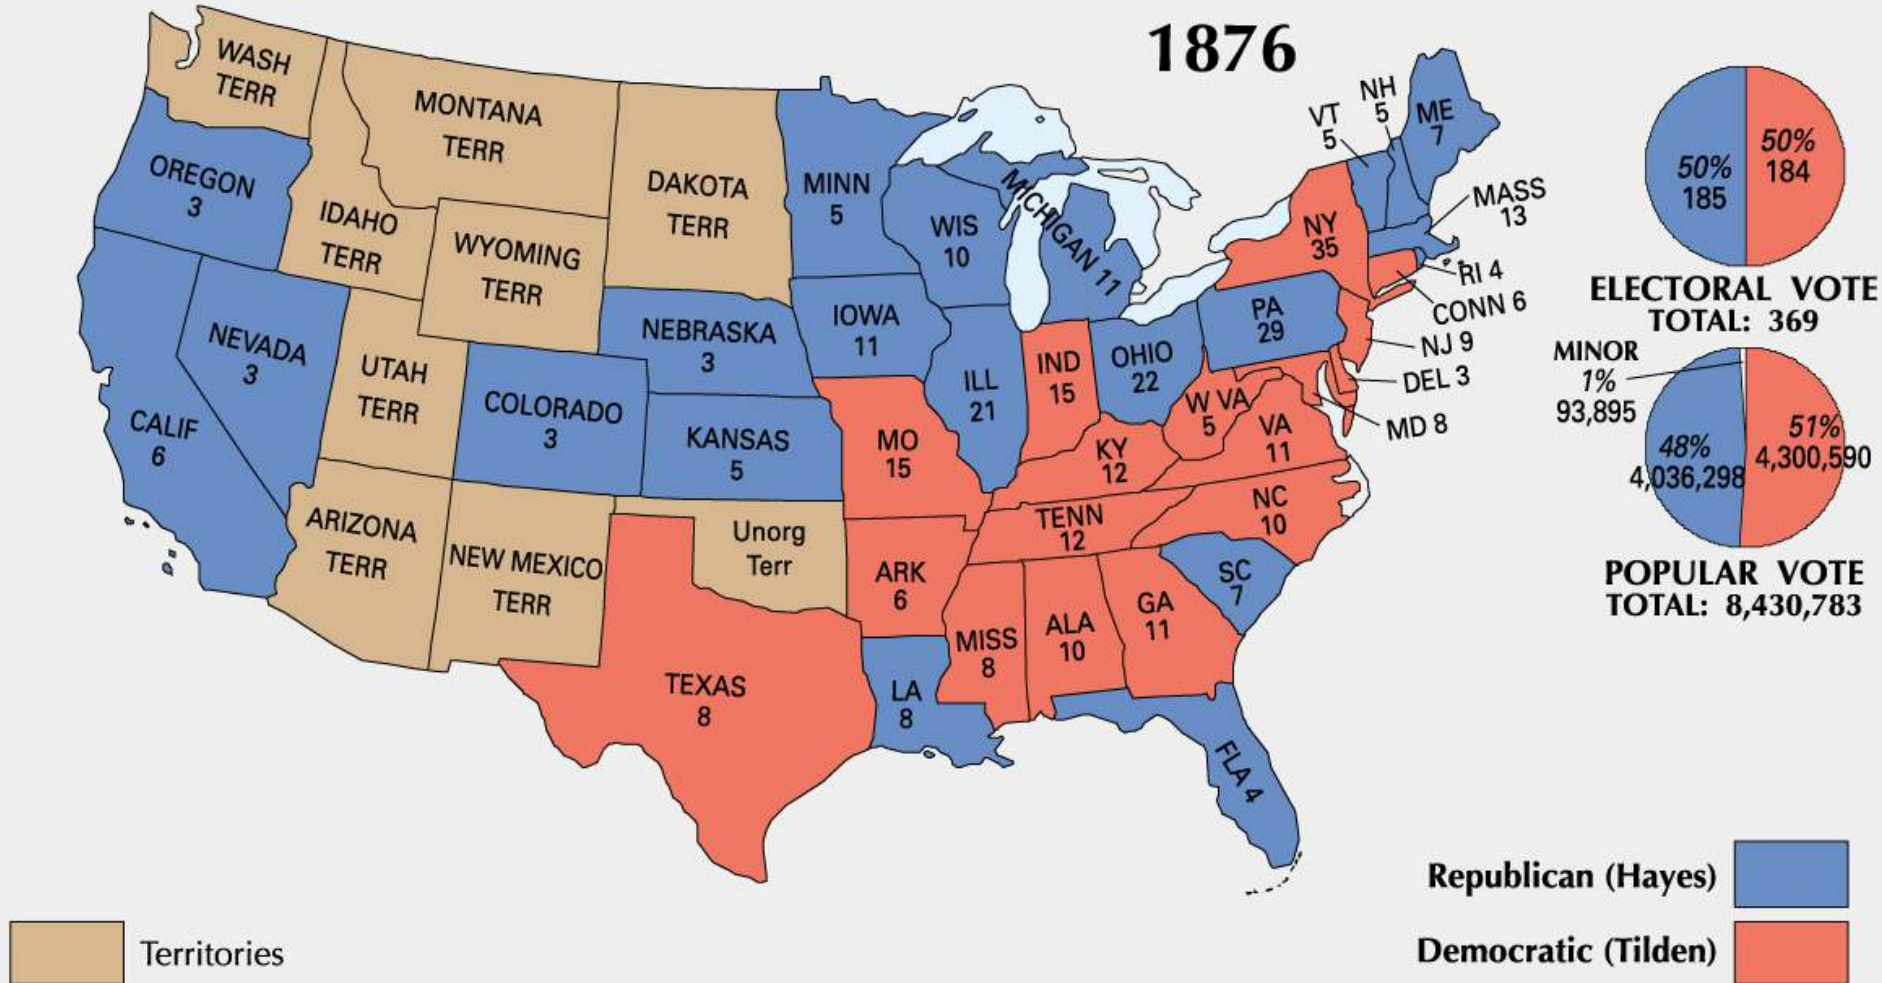 1876
WASH
TERR
MONTANA
TERR
DAKOTA
TERR
MINN
5
OREGON
3
IDAHO
TERR
WYOMING
TERR
WIS
10
MICHIGAN 11
VT
5
NH
5
ME
7
MASS
13
NY
35
RI 4
CONN 6
NJ 9
DEL 3
MD 8
PA
29
NEVADA
3
UTAH
TERR
COLORADO
3
NEBRASKA
3
IOWA
11
ILL
21
IND
15
OHIO
22
W VA
5
VA
11
CALIF
6
KANSAS
5
MO
15
KY
12
ARIZONA
TERR
NEW MEXICO
TERR
Unorg
Terr
ARK
6
TENN
12
NC
10
SC
7
TEXAS
8
LA
8
MISS
8
ALA
10
GA
11
FLA 4
50%
185
50%
184
ELECTORAL VOTE
TOTAL: 369
MINOR
1%
93,895
48%
4,036,298
51%
4,300,590
POPULAR VOTE
TOTAL: 8,430,783
Republican (Hayes)
Democratic (Tilden)
Territories